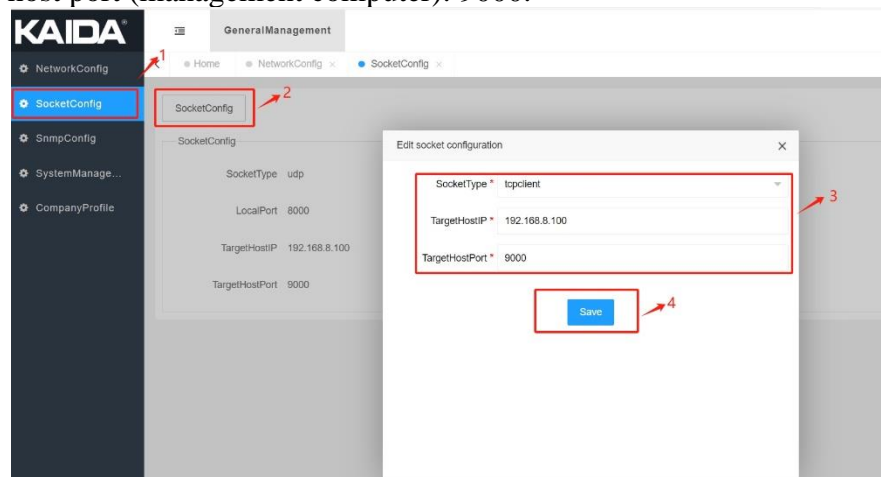 host port (management computer): 9000.
KAIDA®
GeneralManagement
1
Home
NetworkConfig ×
SocketConfig ×
NetworkConfig
SocketConfig
SnmpConfig
SystemManage...
CompanyProfile
SocketConfig
2
SocketConfig
SocketType udp
LocalPort 8000
TargetHostIP 192.168.8.100
TargetHostPort 9000
Edit socket configuration ×
SocketType * tcpclient
TargetHostIP * 192.168.8.100
TargetHostPort * 9000
3
Save
4